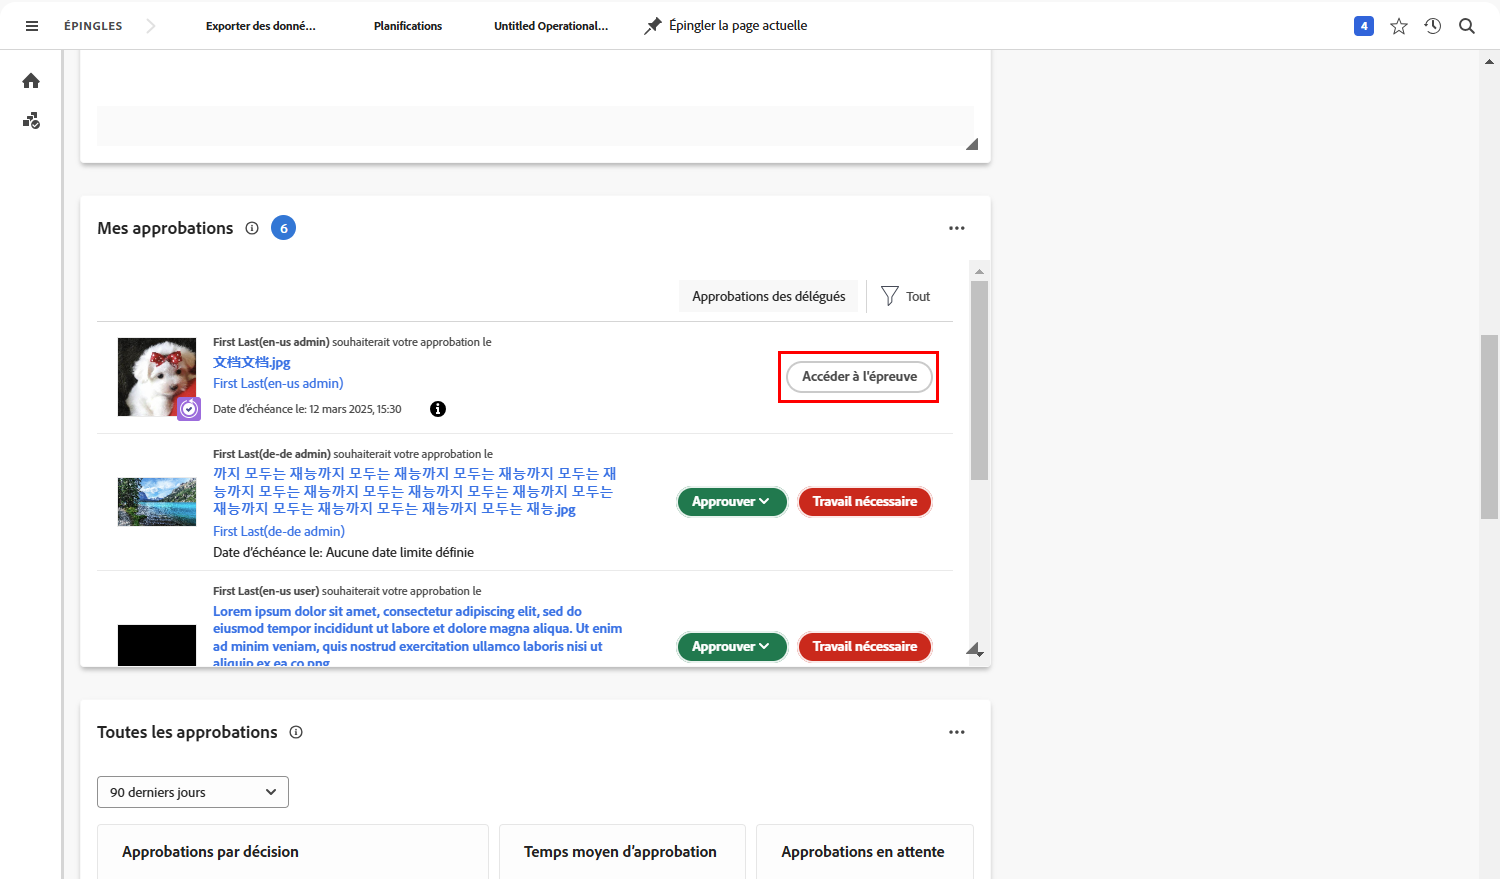 ÉPINGLES
Exporter des donné...
Planifications
Untitled Operational...
Épingler la page actuelle
4
Mes approbations
6
Approbations des délégués
Tout
First Last(en-us admin) souhaiterait votre approbation le
文档文档.jpg
First Last(en-us admin)
Date d'échéance le: 12 mars 2025, 15:30
Accéder à l'épreuve
First Last(de-de admin) souhaiterait votre approbation le
까지 모두는 재능까지 모두는 재능까지 모두는 재능까지 모두는 재
능까지 모두는 재능까지 모두는 재능까지 모두는 재능까지 모두는
재능까지 모두는 재능까지 모두는 재능까지 모두는 재능.jpg
First Last(de-de admin)
Date d'échéance le: Aucune date limite définie
Approuver
Travail nécessaire
First Last(en-us user) souhaiterait votre approbation le
Lorem ipsum dolor sit amet, consectetur adipiscing elit, sed do
eiusmod tempor incididunt ut labore et dolore magna aliqua. Ut enim
ad minim veniam, quis nostrud exercitation ullamco laboris nisi ut
aliquip ex ea co.png
Approuver
Travail nécessaire
Toutes les approbations
90 derniers jours
Approbations par décision
Temps moyen d'approbation
Approbations en attente